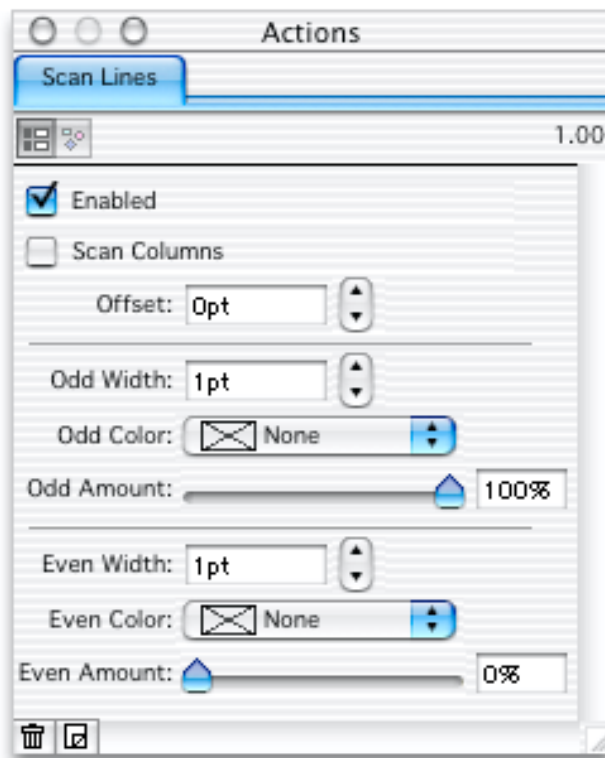 Actions
Scan Lines
1.00
Enabled
Scan Columns
Offset: 0pt
Odd Width: 1pt
Odd Color: None
Odd Amount: 100%
Even Width: 1pt
Even Color: None
Even Amount: 0%